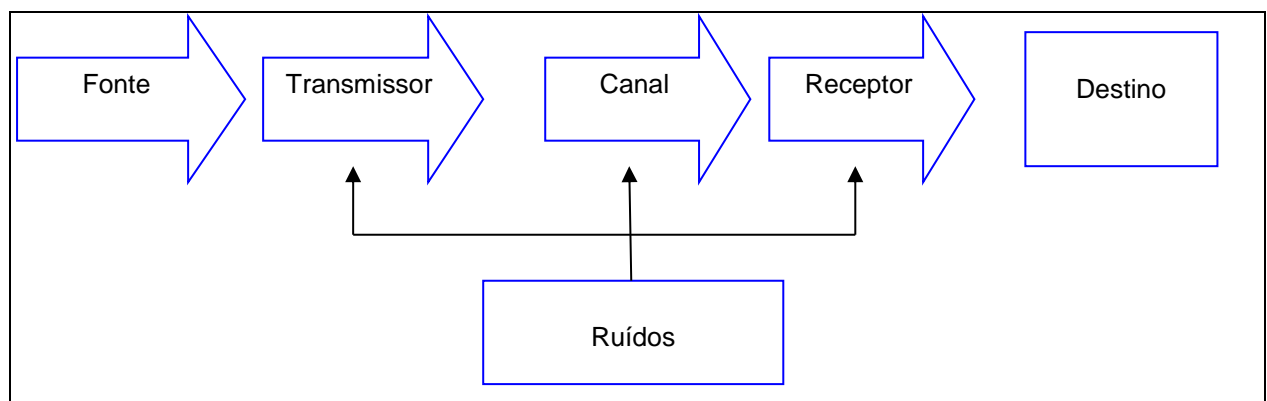 Fonte
Transmissor
Canal
Receptor
Destino
Ruídos